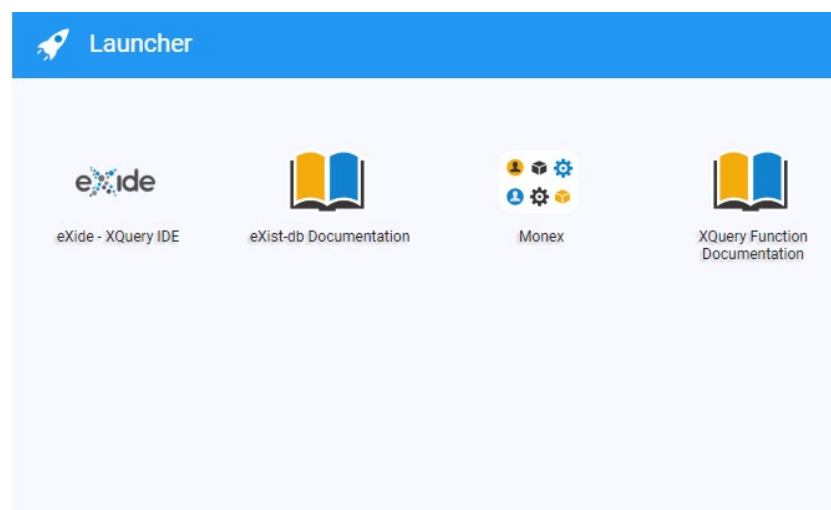 Launcher
eXide
eXide - XQuery IDE
eXist-db Documentation
Monex
XQuery Function
Documentation